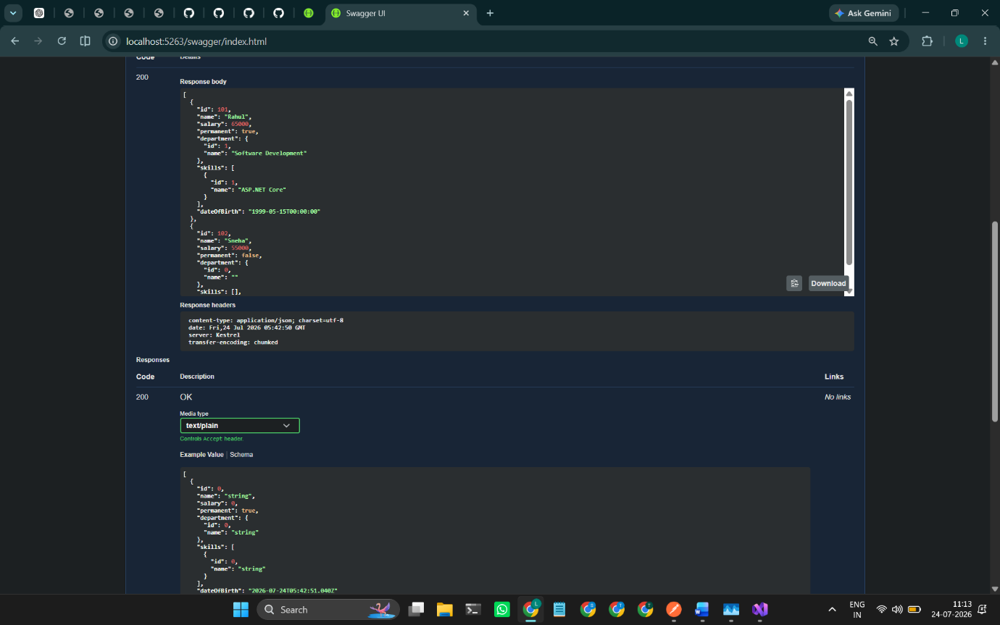 Swagger UI
Ask Gemini
localhost:5263/swagger/index.html
L
Code Details
200
Response body
[
{
"id": 101,
"name": "Rahul",
"salary": 65000,
"permanent": true,
"department": {
"id": 1,
"name": "Software Development"
},
"skills": [
{
"id": 1,
"name": "ASP.NET Core"
}
],
"dateOfBirth": "1999-05-15T00:00:00"
},
{
"id": 102,
"name": "Sneha",
"salary": 55000,
"permanent": false,
"department": {
"id": 0,
"name": ""
},
"skills": [],
Download
Response headers
content-type: application/json; charset=utf-8
date: Fri,24 Jul 2026 05:42:50 GMT
server: Kestrel
transfer-encoding: chunked
Responses
Code Description Links
200 OK No links
Media type
text/plain
Controls Accept header.
Example Value | Schema
[
{
"id": 0,
"name": "string",
"salary": 0,
"permanent": true,
"department": {
"id": 0,
"name": "string"
},
"skills": [
{
"id": 0,
"name": "string"
}
],
"dateOfBirth": "2026-07-24T05:42:51.040Z"
Search
ENG
IN
11:13
24-07-2026